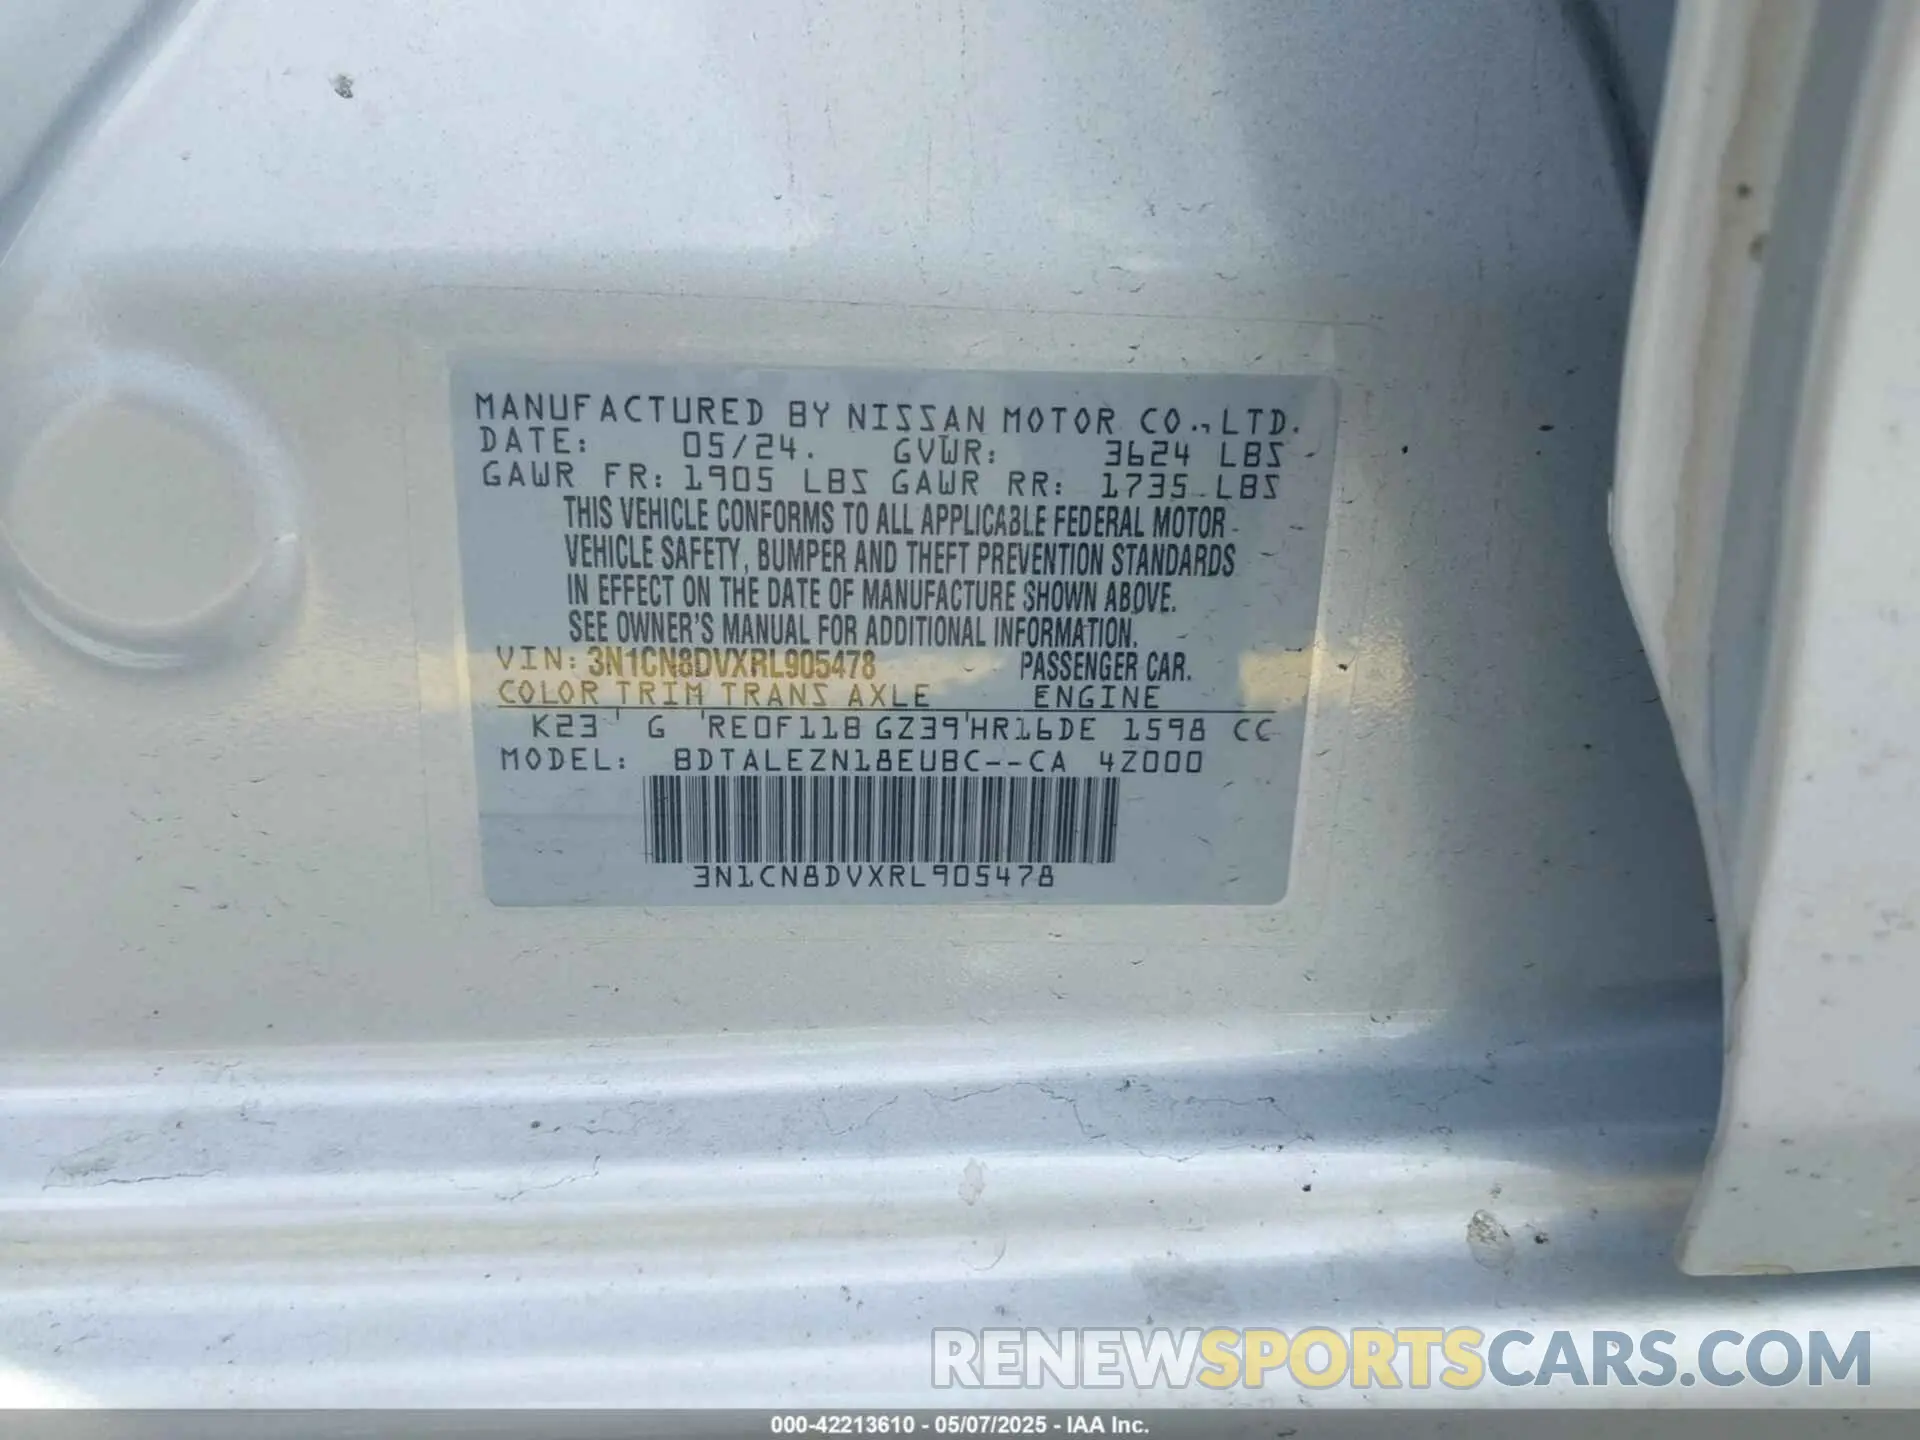 MANUFACTURED BY NISSAN MOTOR CO.,LTD.
DATE: 05/24. GVWR: 3624 LBS
GAWR FR: 1905 LBS GAWR RR: 1735 LBS
THIS VEHICLE CONFORMS TO ALL APPLICABLE FEDERAL MOTOR
VEHICLE SAFETY, BUMPER AND THEFT PREVENTION STANDARDS
IN EFFECT ON THE DATE OF MANUFACTURE SHOWN ABOVE.
SEE OWNER'S MANUAL FOR ADDITIONAL INFORMATION.
VIN: 3N1CN8DVXRL905478 PASSENGER CAR.
COLOR TRIM TRANS AXLE ENGINE
K23 ' G 'RE0F11B GZ39'HR16DE 1598 CC
MODEL: BDTALEZN18EUBC--CA 4Z000
3N1CN8DVXRL905478
RENEWSPORTSCARS.COM
000-42213610 - 05/07/2025 - IAA Inc.